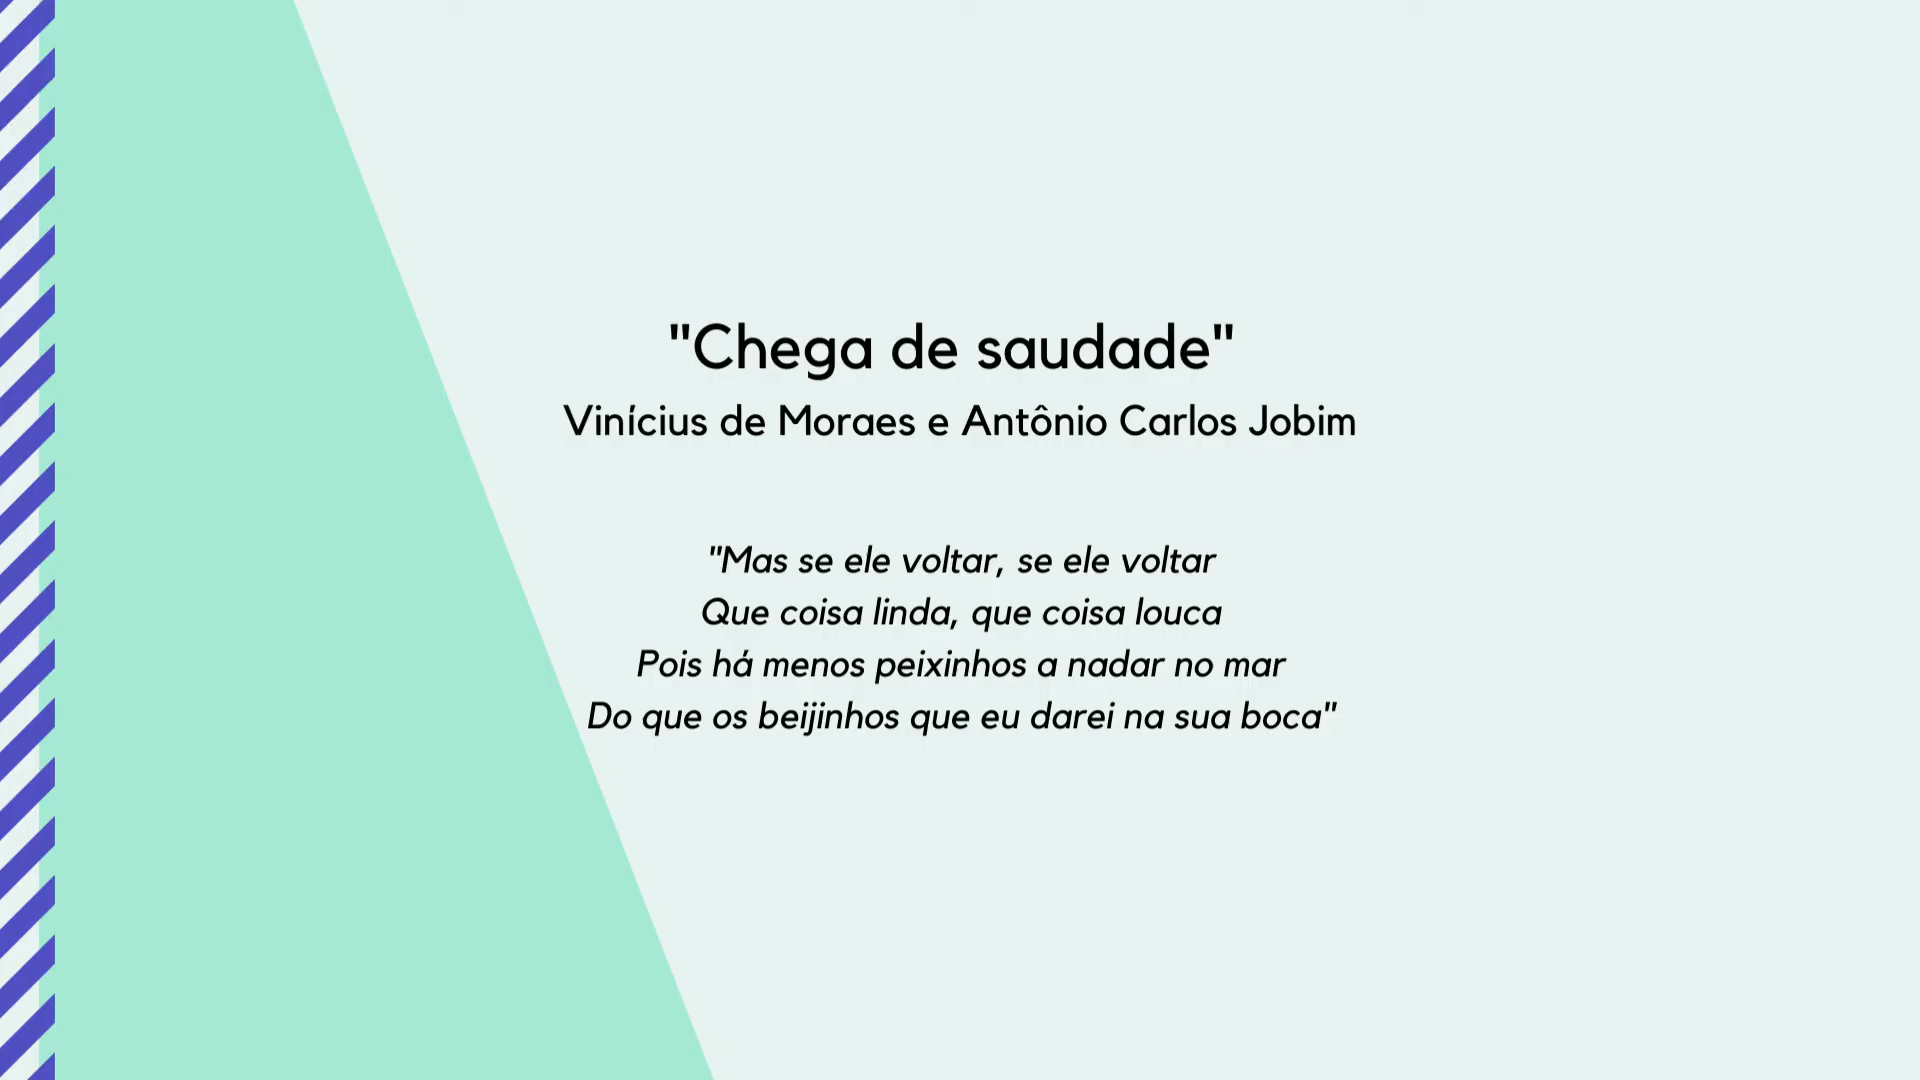 "Chega de saudade"
Vinícius de Moraes e Antônio Carlos Jobim
"Mas se ele voltar, se ele voltar
Que coisa linda, que coisa louca
Pois há menos peixinhos a nadar no mar
Do que os beijinhos que eu darei na sua boca"